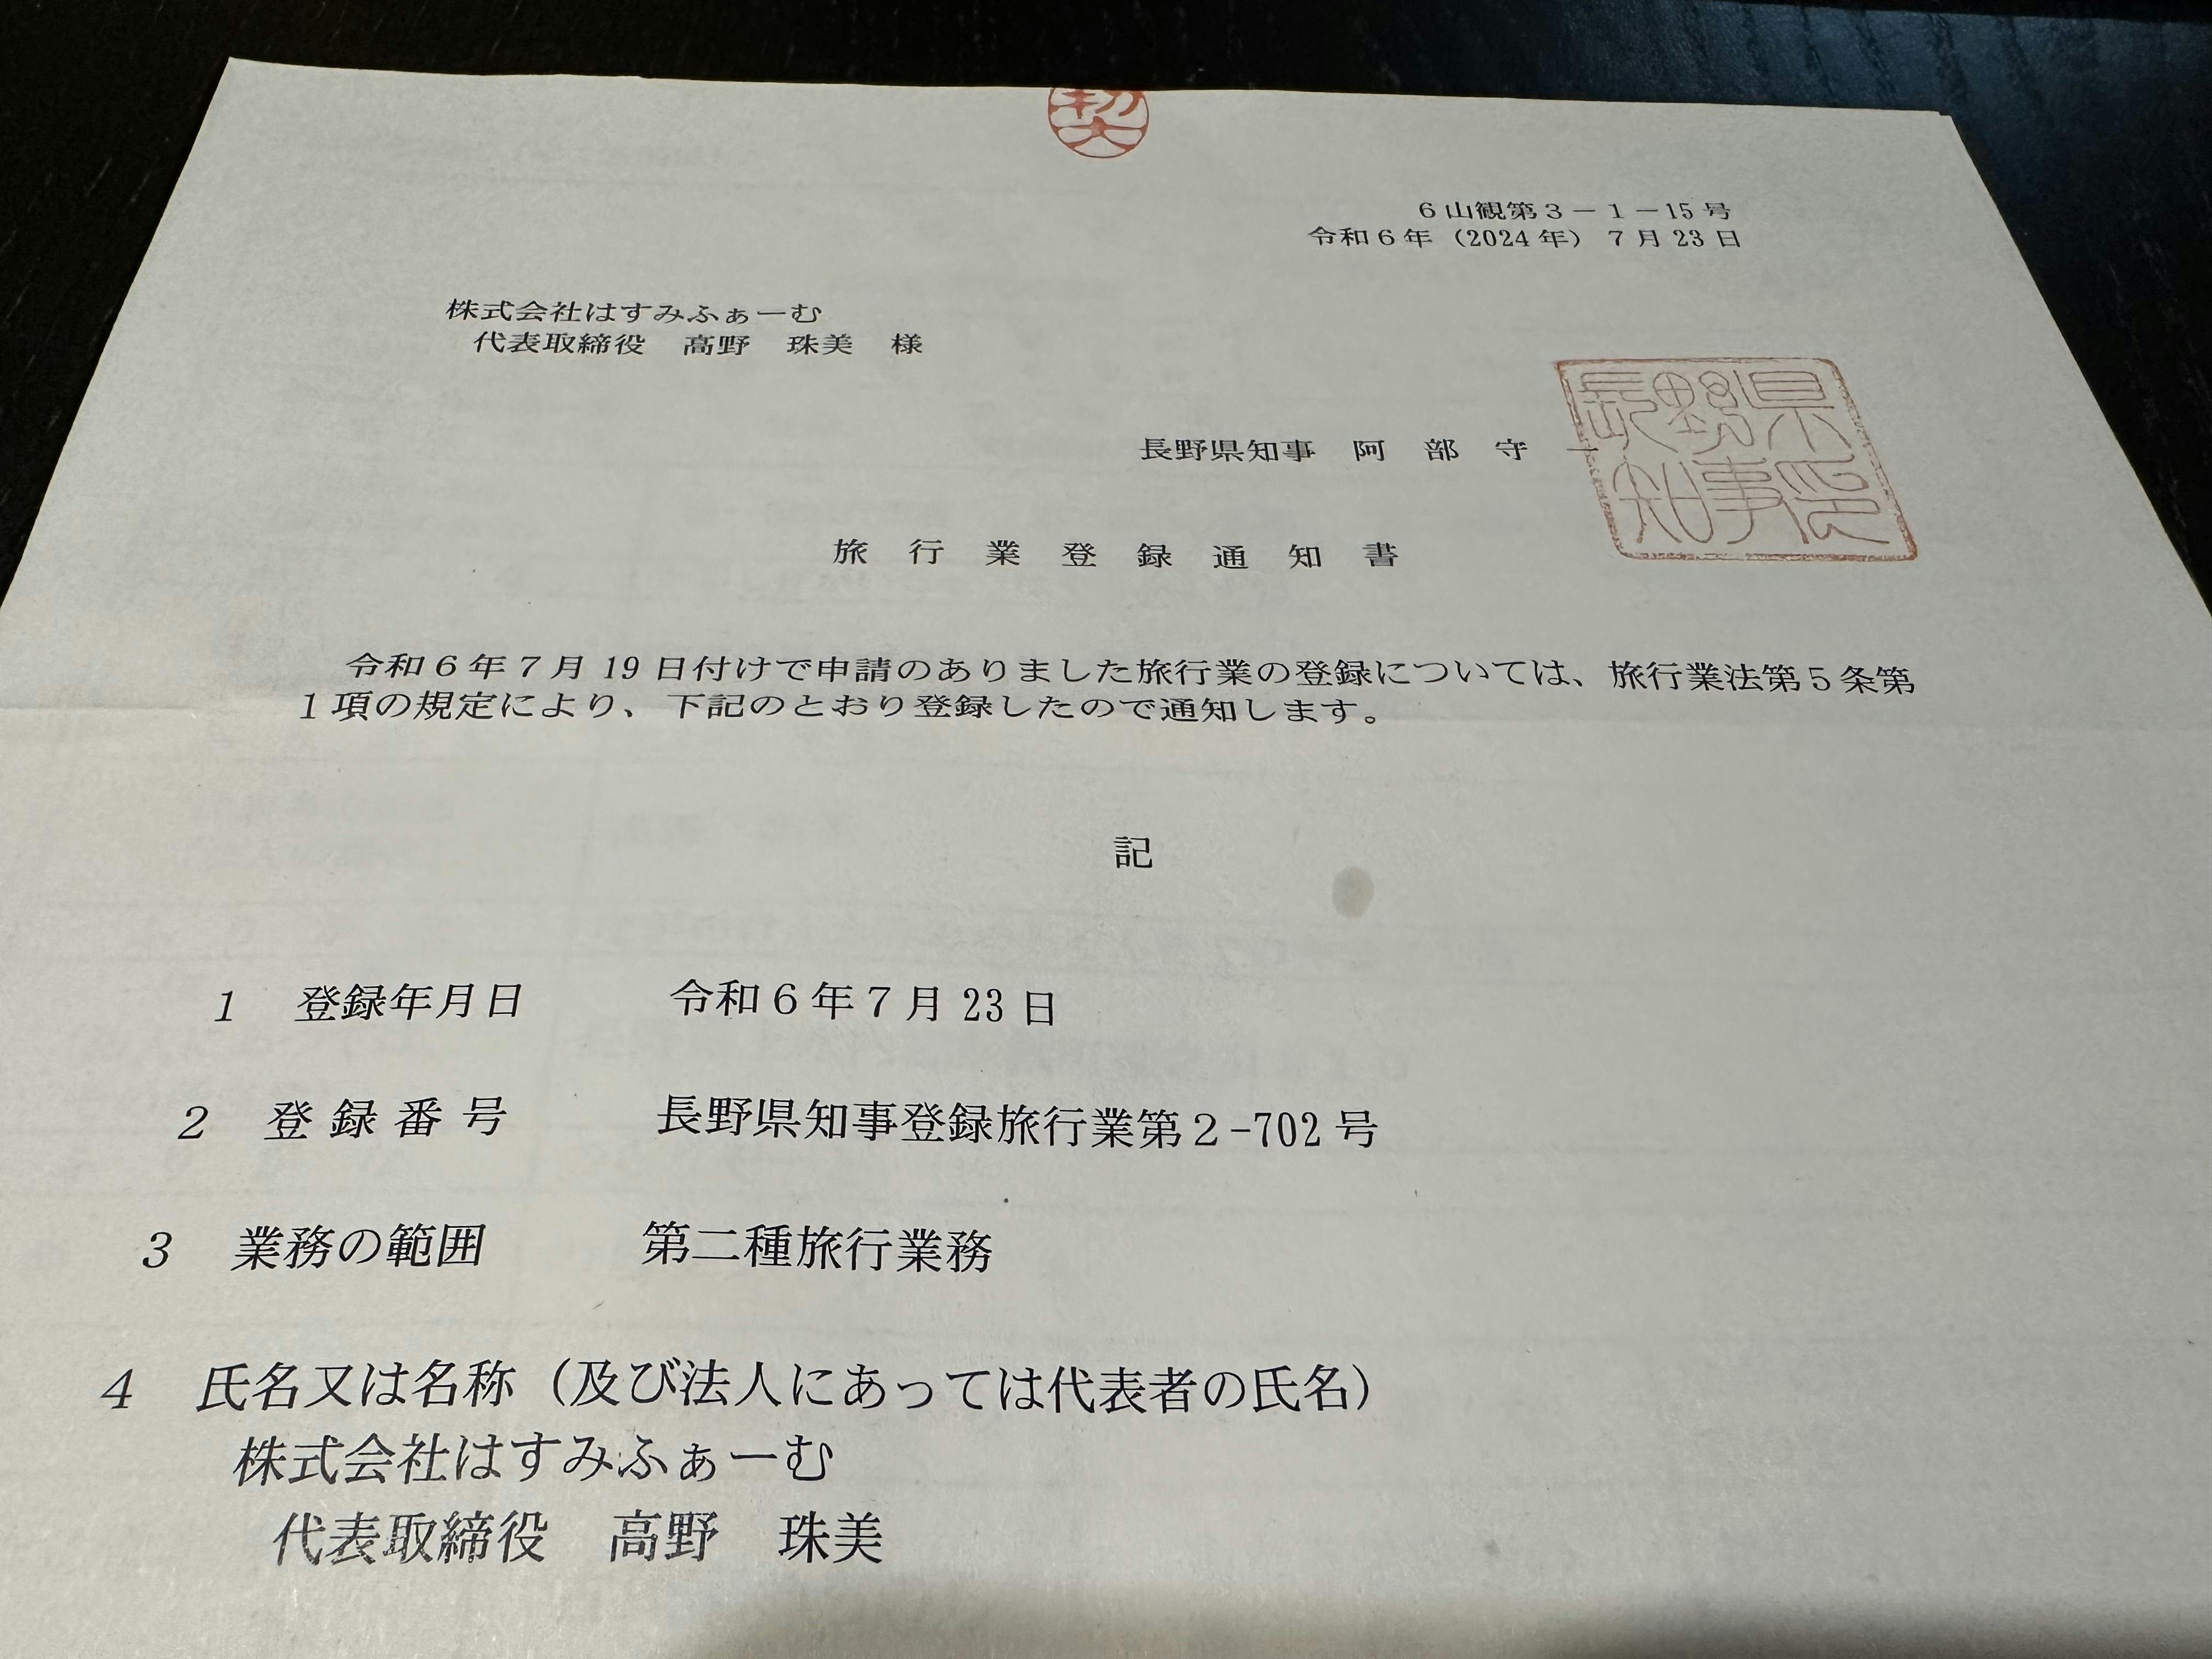 契
6山観第3－1－15号
令和6年（2024年）7月23日
株式会社はすみふぁーむ
代表取締役　高野　珠美　様
長野県知事　阿　部　守　一
長野県
知事印
旅行業登録通知書
令和6年7月19日付けで申請のありました旅行業の登録については、旅行業法第5条第
1項の規定により、下記のとおり登録したので通知します。
記
1　登録年月日　令和6年7月23日
2　登録番号　長野県知事登録旅行業第2-702号
3　業務の範囲　第二種旅行業務
4　氏名又は名称（及び法人にあっては代表者の氏名）
株式会社はすみふぁーむ
代表取締役　高野　珠美